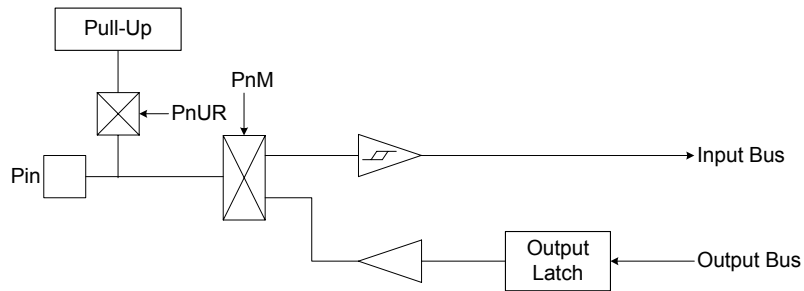 Pull-Up
PnM
PnUR
Pin
Input Bus
Output
Latch
Output Bus